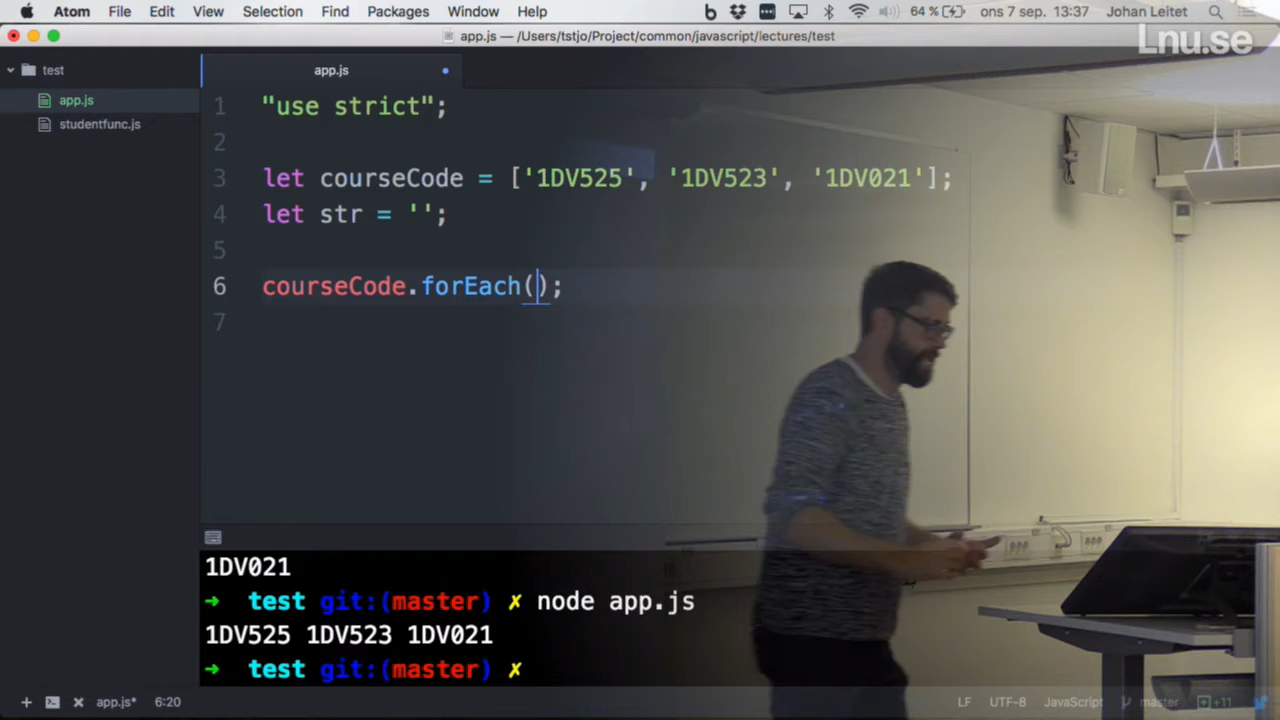 Atom File Edit View Selection Find Packages Window Help 64 % ons 7 sep. 13:37 Johan Leitet
app.js — /Users/tstjo/Project/common/javascript/lectures/test
Lnu.se
test
app.js
app.js
studentfunc.js
1 "use strict";
2
3 let courseCode = ['1DV525', '1DV523', '1DV021'];
4 let str = '';
5
6 courseCode.forEach();
7
1DV021
➜ test git:(master) ✗ node app.js
1DV525 1DV523 1DV021
➜ test git:(master) ✗
+ app.js* 6:20 LF UTF-8 JavaScript master +11